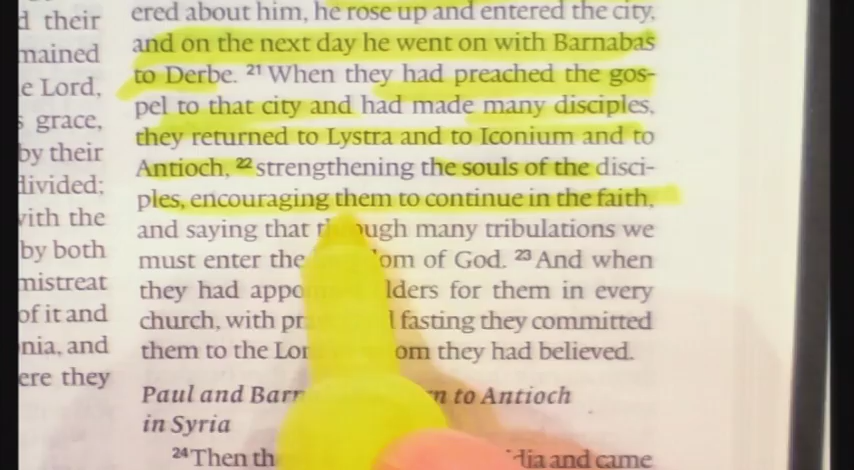 d their
mained
e Lord,
s grace,
by their
divided;
with the
by both
mistreat
of it and
nia, and
ere they
ered about him, he rose up and entered the city,
and on the next day he went on with Barnabas
to Derbe. 21 When they had preached the gos-
pel to that city and had made many disciples,
they returned to Lystra and to Iconium and to
Antioch, 22 strengthening the souls of the disci-
ples, encouraging them to continue in the faith,
and saying that through many tribulations we
must enter the dom of God. 23 And when
they had appo lders for them in every
church, with pr fasting they committed
them to the Lor om they had believed.
Paul and Barn n to Antioch
in Syria
24 Then th dia and came